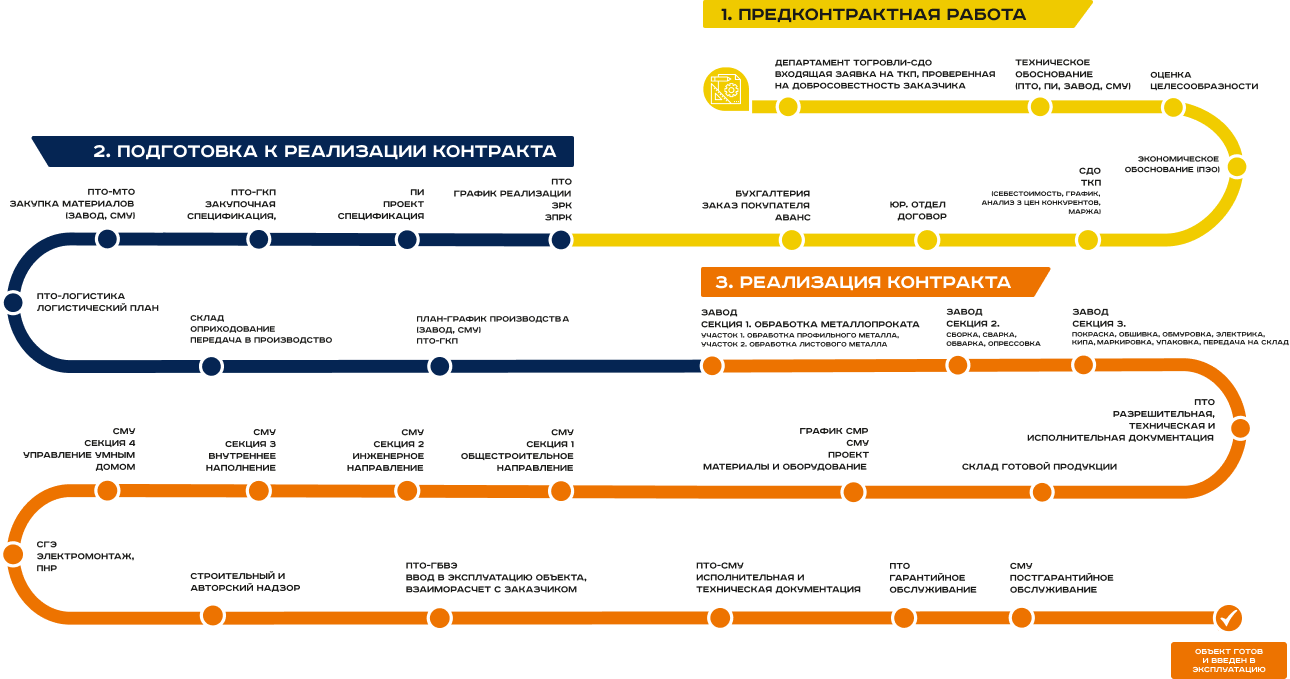 1. ПРЕДКОНТРАКТНАЯ РАБОТА
ДЕПАРТАМЕНТ ТОГРОВЛИ-СДО
ВХОДЯЩАЯ ЗАЯВКА НА ТКП, ПРОВЕРЕННАЯ
НА ДОБРОСОВЕСТНОСТЬ ЗАКАЗЧИКА
ТЕХНИЧЕСКОЕ
ОБОСНОВАНИЕ
(ПТО, ПИ, ЗАВОД, СМУ)
ОЦЕНКА
ЦЕЛЕСООБРАЗНОСТИ
ЭКОНОМИЧЕСКОЕ
ОБОСНОВАНИЕ (ПЭО)
СДО
ТКП
(СЕБЕСТОИМОСТЬ, ГРАФИК,
АНАЛИЗ 3 ЦЕН КОНКУРЕНТОВ,
МАРЖА)
ЮР. ОТДЕЛ
ДОГОВОР
БУХГАЛТЕРИЯ
ЗАКАЗ ПОКУПАТЕЛЯ
АВАНС
2. ПОДГОТОВКА К РЕАЛИЗАЦИИ КОНТРАКТА
ПТО
ГРАФИК РЕАЛИЗАЦИИ
ЗРК
ЗПРК
ПИ
ПРОЕКТ
СПЕЦИФИКАЦИЯ
ПТО-ГКП
ЗАКУПОЧНАЯ
СПЕЦИФИКАЦИЯ,
ПТО-МТО
ЗАКУПКА МАТЕРИАЛОВ
(ЗАВОД, СМУ)
ПТО-ЛОГИСТИКА
ЛОГИСТИЧЕСКИЙ ПЛАН
СКЛАД
ОПРИХОДОВАНИЕ
ПЕРЕДАЧА В ПРОИЗВОДСТВО
ПЛАН-ГРАФИК ПРОИЗВОДСТВА
(ЗАВОД, СМУ)
ПТО-ГКП
3. РЕАЛИЗАЦИЯ КОНТРАКТА
ЗАВОД
СЕКЦИЯ 1. ОБРАБОТКА МЕТАЛЛОПРОКАТА
УЧАСТОК 1. ОБРАБОТКА ПРОФИЛЬНОГО МЕТАЛЛА,
УЧАСТОК 2. ОБРАБОТКА ЛИСТОВОГО МЕТАЛЛА
ЗАВОД
СЕКЦИЯ 2.
СБОРКА, СВАРКА,
ОБВАРКА, ОПРЕССОВКА
ЗАВОД
СЕКЦИЯ 3.
ПОКРАСКА, ОБШИВКА, ОБМУРОВКА, ЭЛЕКТРИКА,
КИПА, МАРКИРОВКА, УПАКОВКА, ПЕРЕДАЧА НА СКЛАД
ПТО
РАЗРЕШИТЕЛЬНАЯ,
ТЕХНИЧЕСКАЯ И
ИСПОЛНИТЕЛЬНАЯ ДОКУМЕНТАЦИЯ
СКЛАД ГОТОВОЙ ПРОДУКЦИИ
ГРАФИК СМР
СМУ
ПРОЕКТ
МАТЕРИАЛЫ И ОБОРУДОВАНИЕ
СМУ
СЕКЦИЯ 1
ОБЩЕСТРОИТЕЛЬНОЕ
НАПРАВЛЕНИЕ
СМУ
СЕКЦИЯ 2
ИНЖЕНЕРНОЕ
НАПРАВЛЕНИЕ
СМУ
СЕКЦИЯ 3
ВНУТРЕННЕЕ
НАПОЛНЕНИЕ
СМУ
СЕКЦИЯ 4
УПРАВЛЕНИЕ УМНЫМ
ДОМОМ
СГЭ
ЭЛЕКТРОМОНТАЖ,
ПНР
СТРОИТЕЛЬНЫЙ И
АВТОРСКИЙ НАДЗОР
ПТО-ГБВЭ
ВВОД В ЭКСПЛУАТАЦИЮ ОБЪЕКТА,
ВЗАИМОРАСЧЕТ С ЗАКАЗЧИКОМ
ПТО-СМУ
ИСПОЛНИТЕЛЬНАЯ И
ТЕХНИЧЕСКАЯ ДОКУМЕНТАЦИЯ
ПТО
ГАРАНТИЙНОЕ
ОБСЛУЖИВАНИЕ
СМУ
ПОСТГАРАНТИЙНОЕ
ОБСЛУЖИВАНИЕ
ОБЪЕКТ ГОТОВ
И ВВЕДЕН В
ЭКСПЛУАТАЦИЮ